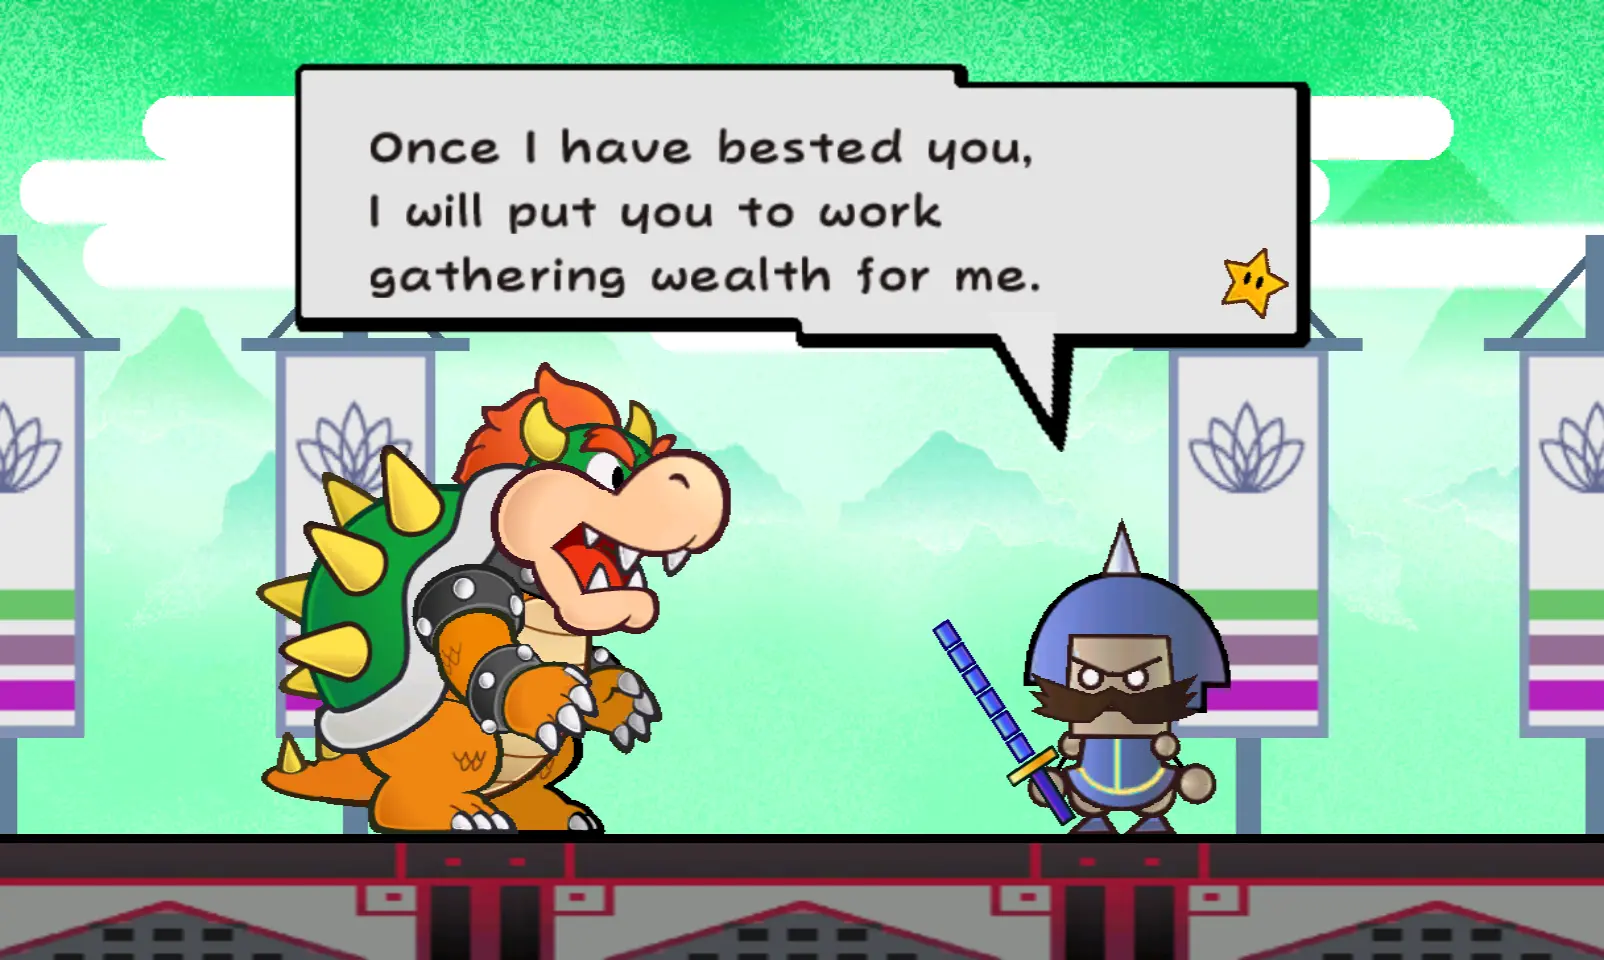 Once I have bested you,
I will put you to work
gathering wealth for me.